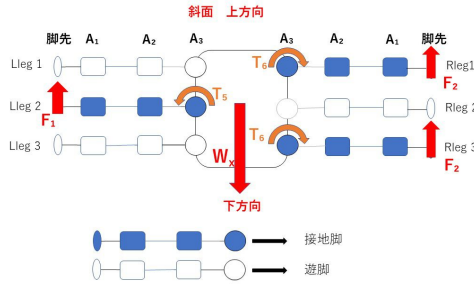 斜面 上方向
脚先 A1 A2 A3 A3 A2 A1 脚先
Lleg 1 T6 Rleg1
F2
Lleg 2 T5 Rleg 2
F1
T6
Lleg 3 Wx Rleg 3
F2
下方向
接地脚
遊脚